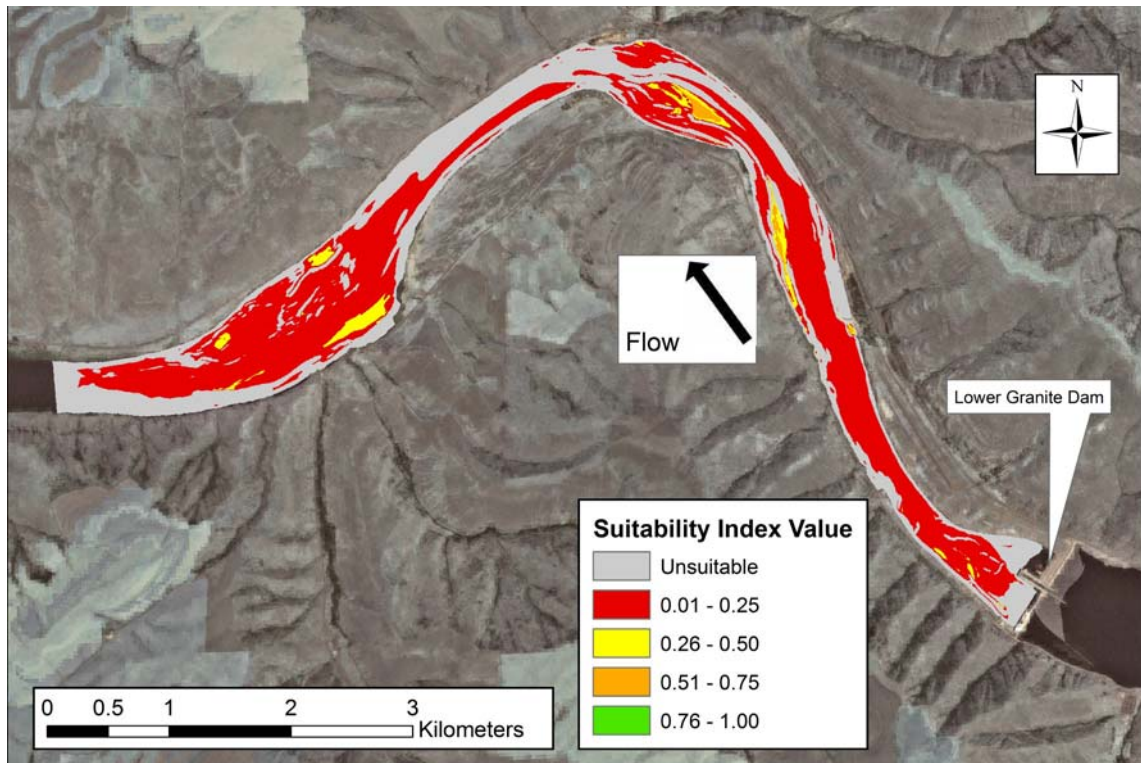 N
Flow
Lower Granite Dam
Suitability Index Value
Unsuitable
0.01 - 0.25
0.26 - 0.50
0.51 - 0.75
0.76 - 1.00
0 0.5 1 2 3
Kilometers